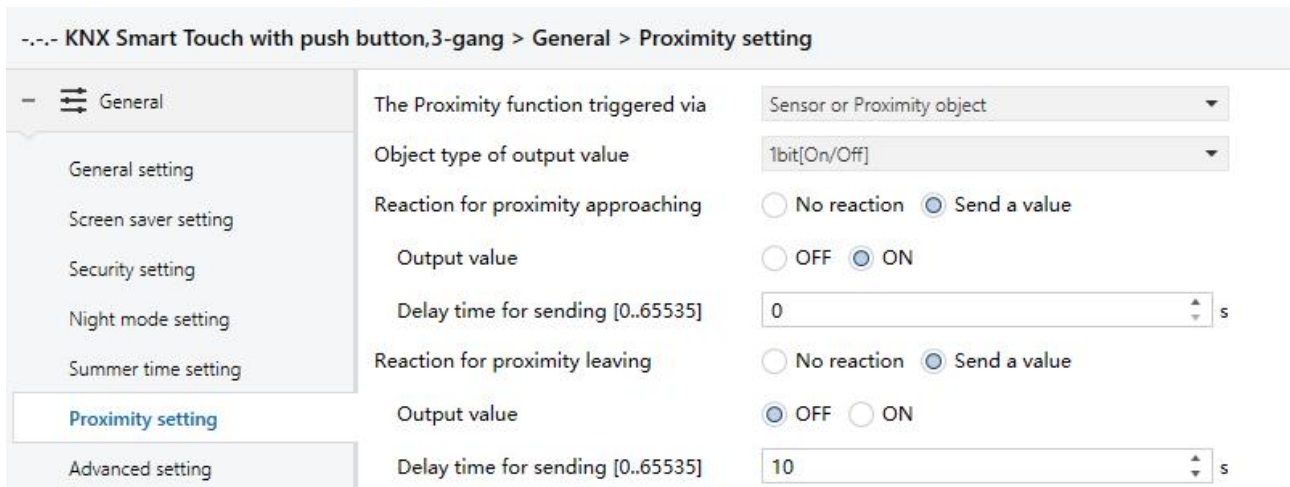 -.-.- KNX Smart Touch with push button,3-gang > General > Proximity setting
General
General setting
Screen saver setting
Security setting
Night mode setting
Summer time setting
Proximity setting
Advanced setting
The Proximity function triggered via Sensor or Proximity object
Object type of output value 1bit[On/Off]
Reaction for proximity approaching No reaction Send a value
Output value OFF ON
Delay time for sending [0..65535] 0 s
Reaction for proximity leaving No reaction Send a value
Output value OFF ON
Delay time for sending [0..65535] 10 s